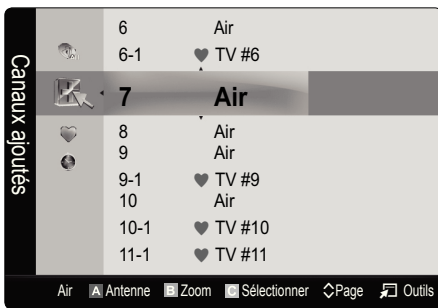 Canaux ajoutés
6 Air
6-1 ♥ TV #6
7 Air
8 Air
9 Air
9-1 ♥ TV #9
10 Air
10-1 ♥ TV #10
11-1 ♥ TV #11
Air A Antenne B Zoom C Sélectionner Page Outils